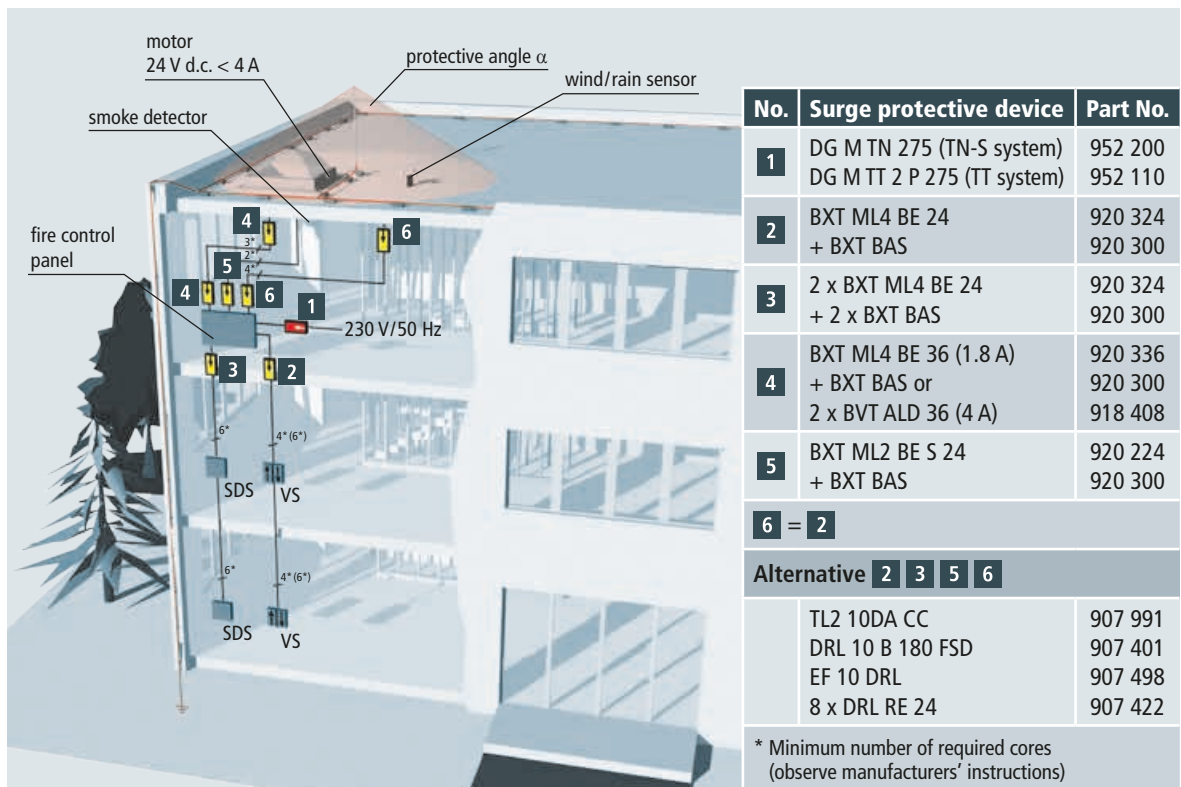 motor
24 V d.c. < 4 A
protective angle α
wind/rain sensor
smoke detector
fire control
panel
4
3*
2*
4*
5
6
4
6
1
230 V/50 Hz
3
2
6*
4*(6*)
SDS
VS
6*
4*(6*)
SDS
VS
No. Surge protective device Part No.
1 DG M TN 275 (TN-S system) 952 200
DG M TT 2 P 275 (TT system) 952 110
2 BXT ML4 BE 24 920 324
+ BXT BAS 920 300
3 2 x BXT ML4 BE 24 920 324
+ 2 x BXT BAS 920 300
4 BXT ML4 BE 36 (1.8 A) 920 336
+ BXT BAS or 920 300
2 x BVT ALD 36 (4 A) 918 408
5 BXT ML2 BE S 24 920 224
+ BXT BAS 920 300
6 = 2
Alternative 2 3 5 6
TL2 10DA CC 907 991
DRL 10 B 180 FSD 907 401
EF 10 DRL 907 498
8 x DRL RE 24 907 422
* Minimum number of required cores
(observe manufacturers' instructions)